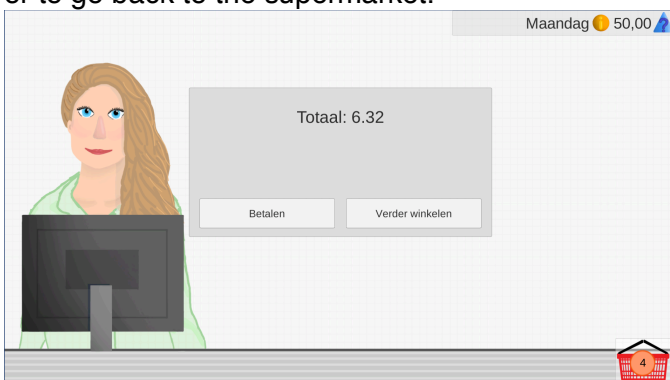 or to go back to the supermarket.
Maandag 50,00 ?
Totaal: 6.32
Betalen
Verder winkelen
4